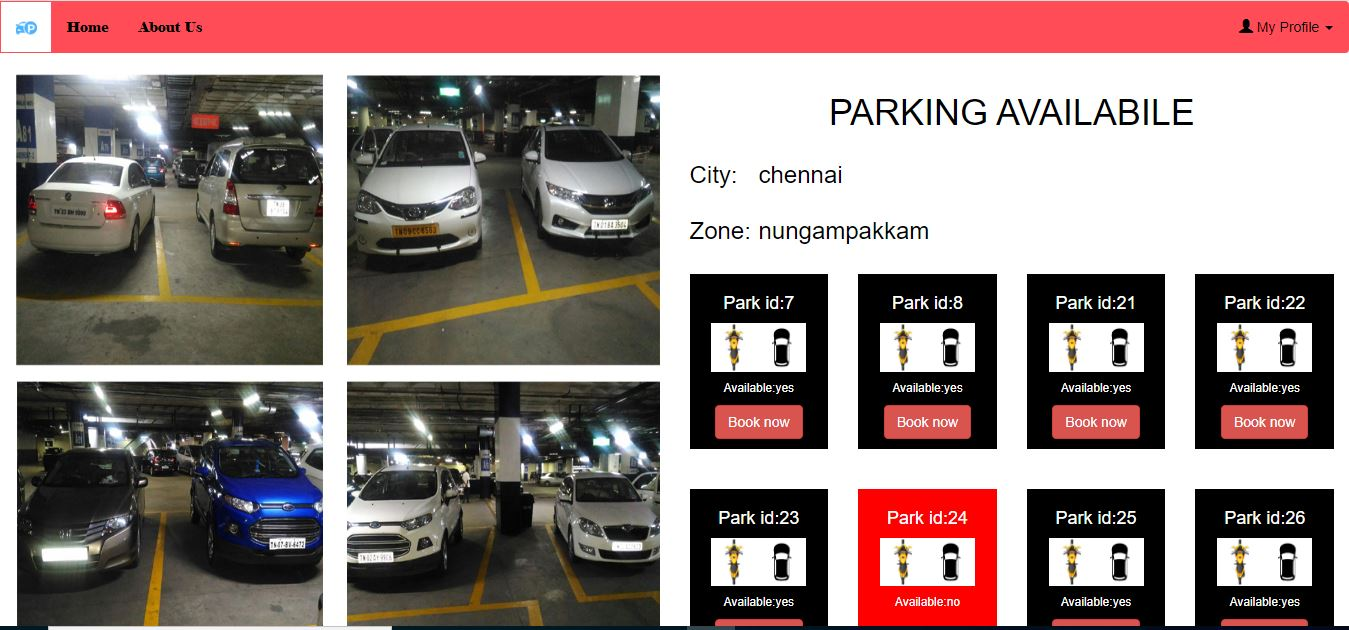 P
Home
About Us
My Profile
PARKING AVAILABILE
City: chennai
Zone: nungampakkam
Park id:7
Available:yes
Book now
Park id:8
Available:yes
Book now
Park id:21
Available:yes
Book now
Park id:22
Available:yes
Book now
Park id:23
Available:yes
Park id:24
Available:no
Park id:25
Available:yes
Park id:26
Available:yes
TN07-BV-6472